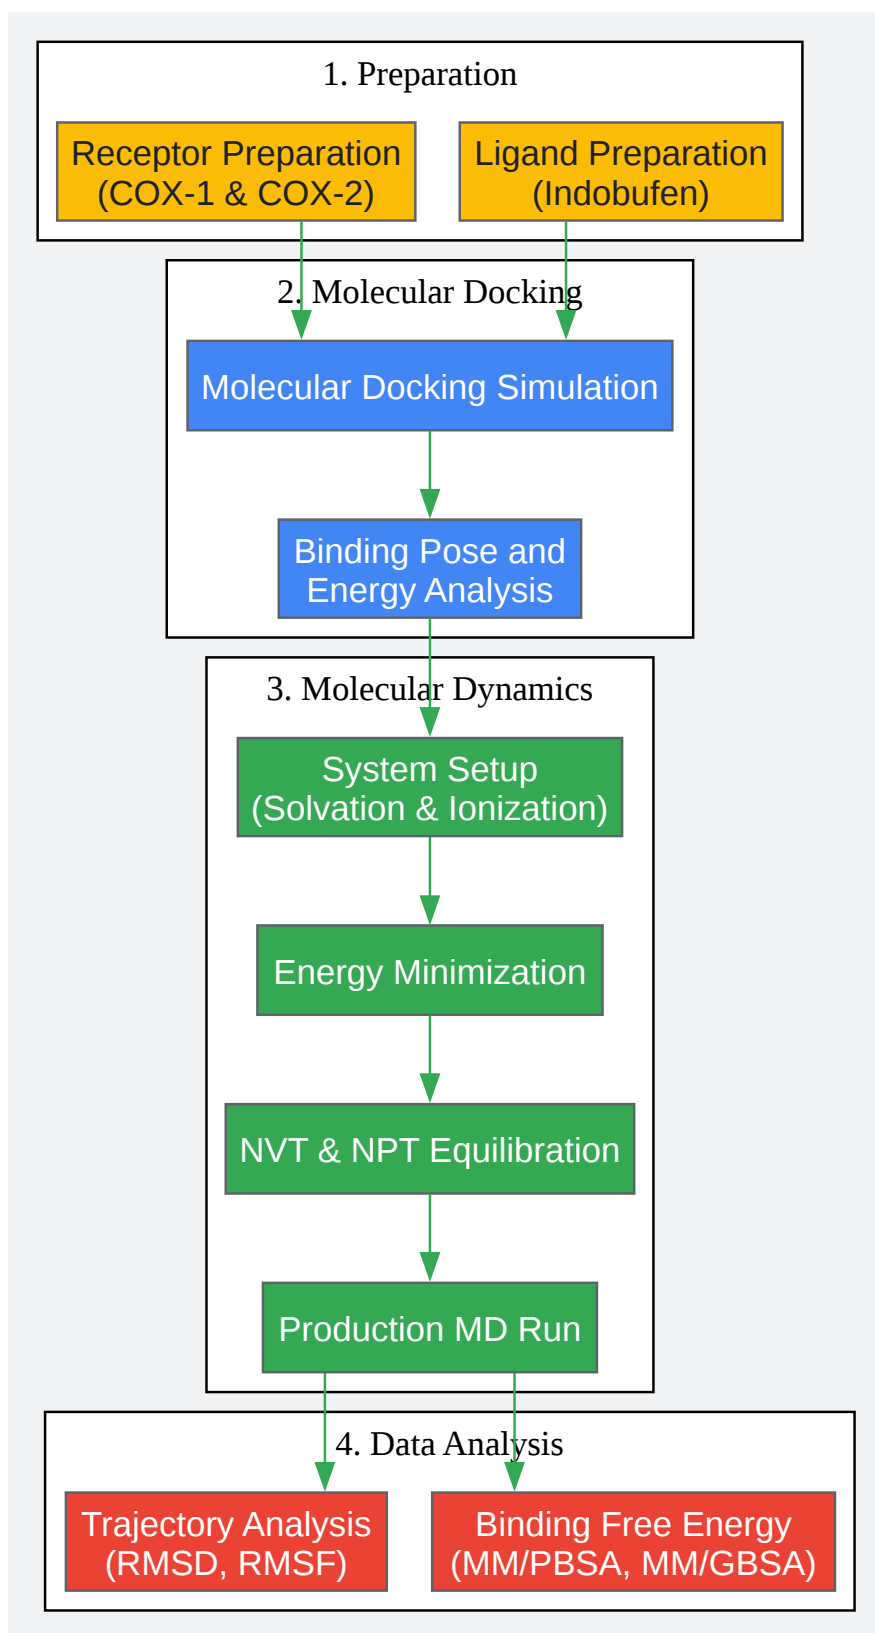 1. Preparation
Receptor Preparation
(COX-1 & COX-2)
Ligand Preparation
(Indobufen)
2. Molecular Docking
Molecular Docking Simulation
Binding Pose and
Energy Analysis
3. Molecular Dynamics
System Setup
(Solvation & Ionization)
Energy Minimization
NVT & NPT Equilibration
Production MD Run
4. Data Analysis
Trajectory Analysis
(RMSD, RMSF)
Binding Free Energy
(MM/PBSA, MM/GBSA)